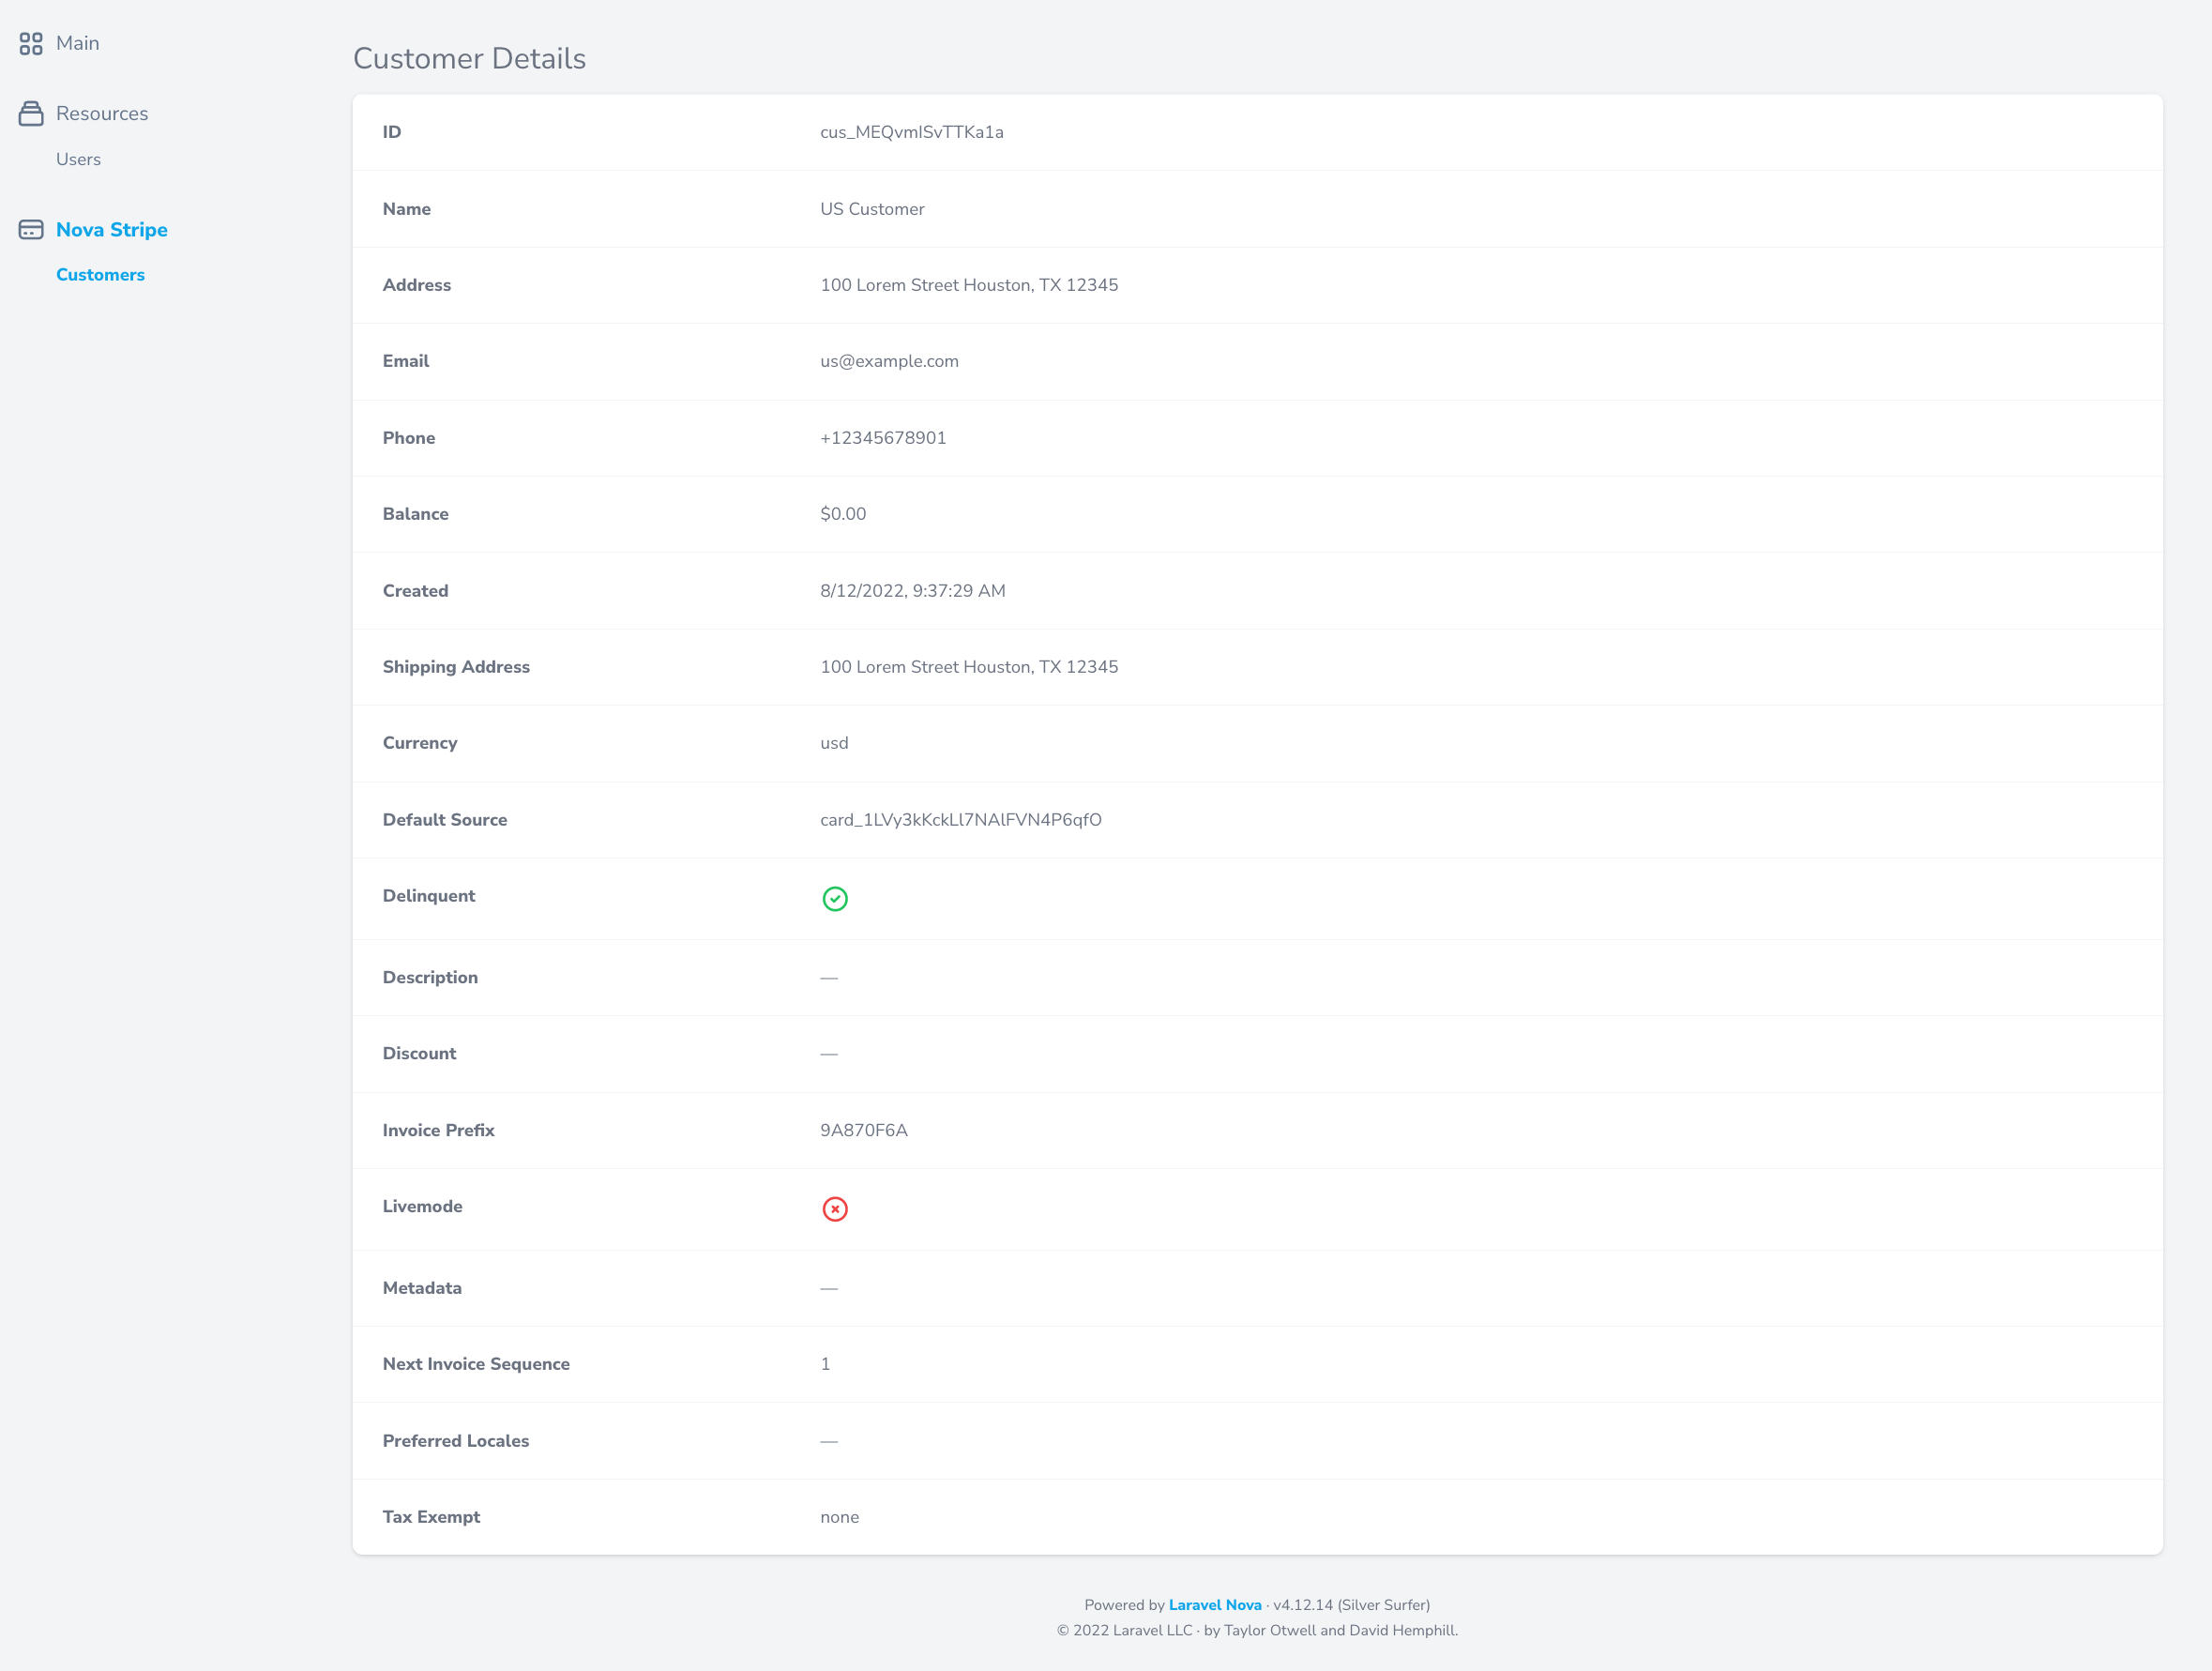 Main
Resources
Users
Nova Stripe
Customers
Customer Details
ID cus_MEQvmISvTTKa1a
Name US Customer
Address 100 Lorem Street Houston, TX 12345
Email us@example.com
Phone +12345678901
Balance $0.00
Created 8/12/2022, 9:37:29 AM
Shipping Address 100 Lorem Street Houston, TX 12345
Currency usd
Default Source card_1LVy3kKckLl7NAlFVN4P6qfO
Delinquent
Description —
Discount —
Invoice Prefix 9A870F6A
Livemode
Metadata —
Next Invoice Sequence 1
Preferred Locales —
Tax Exempt none
Powered by Laravel Nova · v4.12.14 (Silver Surfer)
© 2022 Laravel LLC · by Taylor Otwell and David Hemphill.